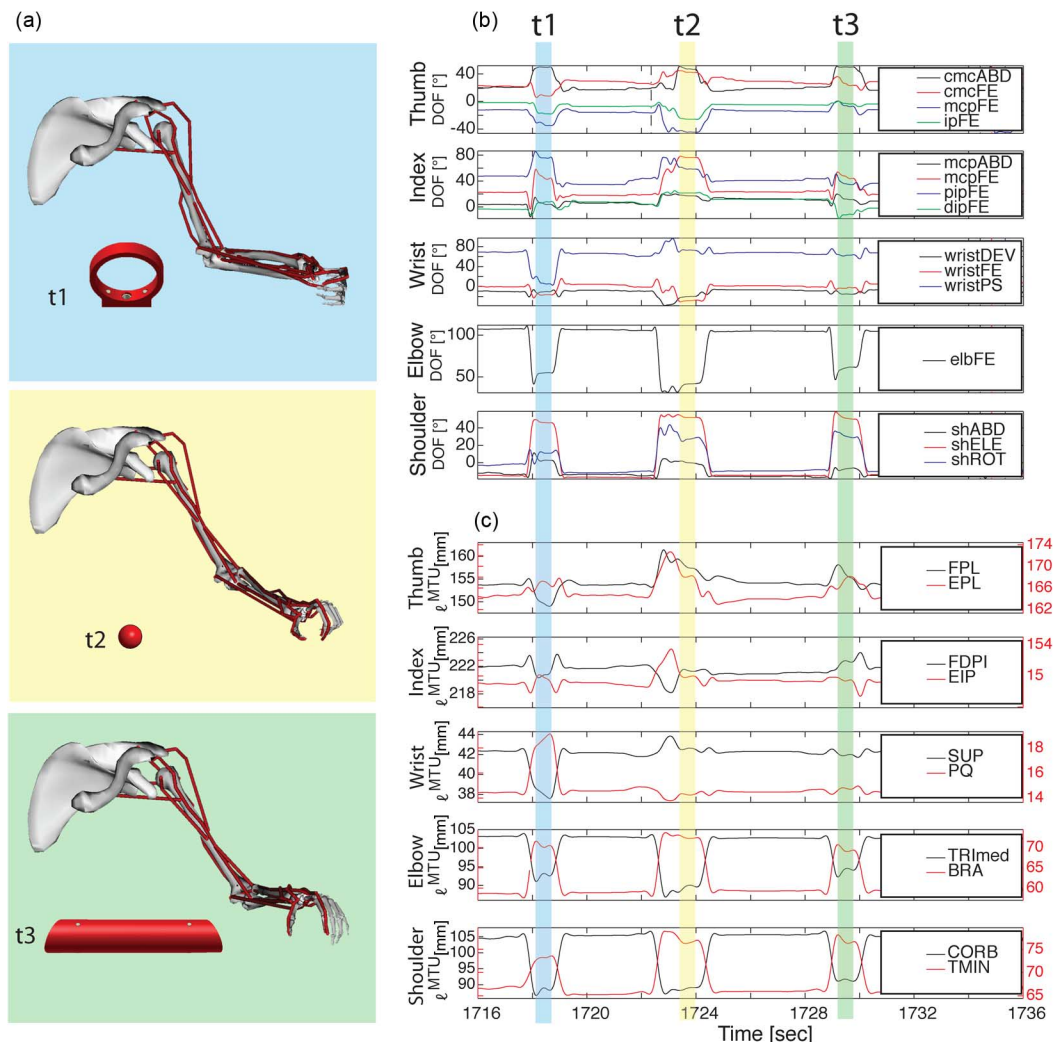 (a)
t1
t2
t3
(b)
t1
t2
t3
Thumb
DOF [°]
40
0
-40
cmcABD
cmcFE
mcpFE
ipFE
Index
DOF [°]
80
40
0
mcpABD
mcpFE
pipFE
dipFE
Wrist
DOF [°]
80
40
0
wristDEV
wristFE
wristPS
Elbow
DOF [°]
100
50
elbFE
Shoulder
DOF [°]
40
20
0
shABD
shELE
shROT
(c)
Thumb
ℓ MTU[mm]
160
155
150
FPL
EPL
174
170
166
162
Index
ℓ MTU[mm]
226
222
218
FDPI
EIP
154
15
Wrist
ℓ MTU[mm]
44
42
40
38
SUP
PQ
18
16
14
Elbow
ℓ MTU[mm]
105
100
95
90
TRImed
BRA
70
65
60
Shoulder
ℓ MTU[mm]
105
100
95
90
CORB
TMIN
75
70
65
1716
1720
1724
1728
1732
1736
Time [sec]